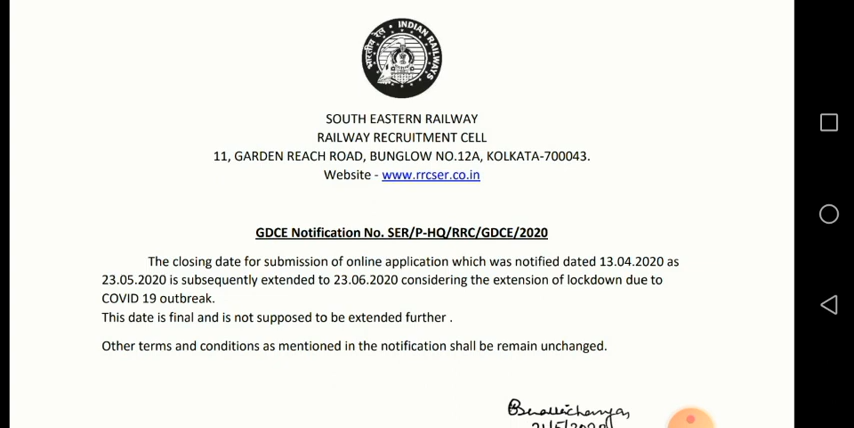 भारतीय रेल • INDIAN RAILWAYS
SOUTH EASTERN RAILWAY
RAILWAY RECRUITMENT CELL
11, GARDEN REACH ROAD, BUNGLOW NO.12A, KOLKATA-700043.
Website - www.rrcser.co.in
GDCE Notification No. SER/P-HQ/RRC/GDCE/2020
The closing date for submission of online application which was notified dated 13.04.2020 as
23.05.2020 is subsequently extended to 23.06.2020 considering the extension of lockdown due to
COVID 19 outbreak.
This date is final and is not supposed to be extended further .
Other terms and conditions as mentioned in the notification shall be remain unchanged.